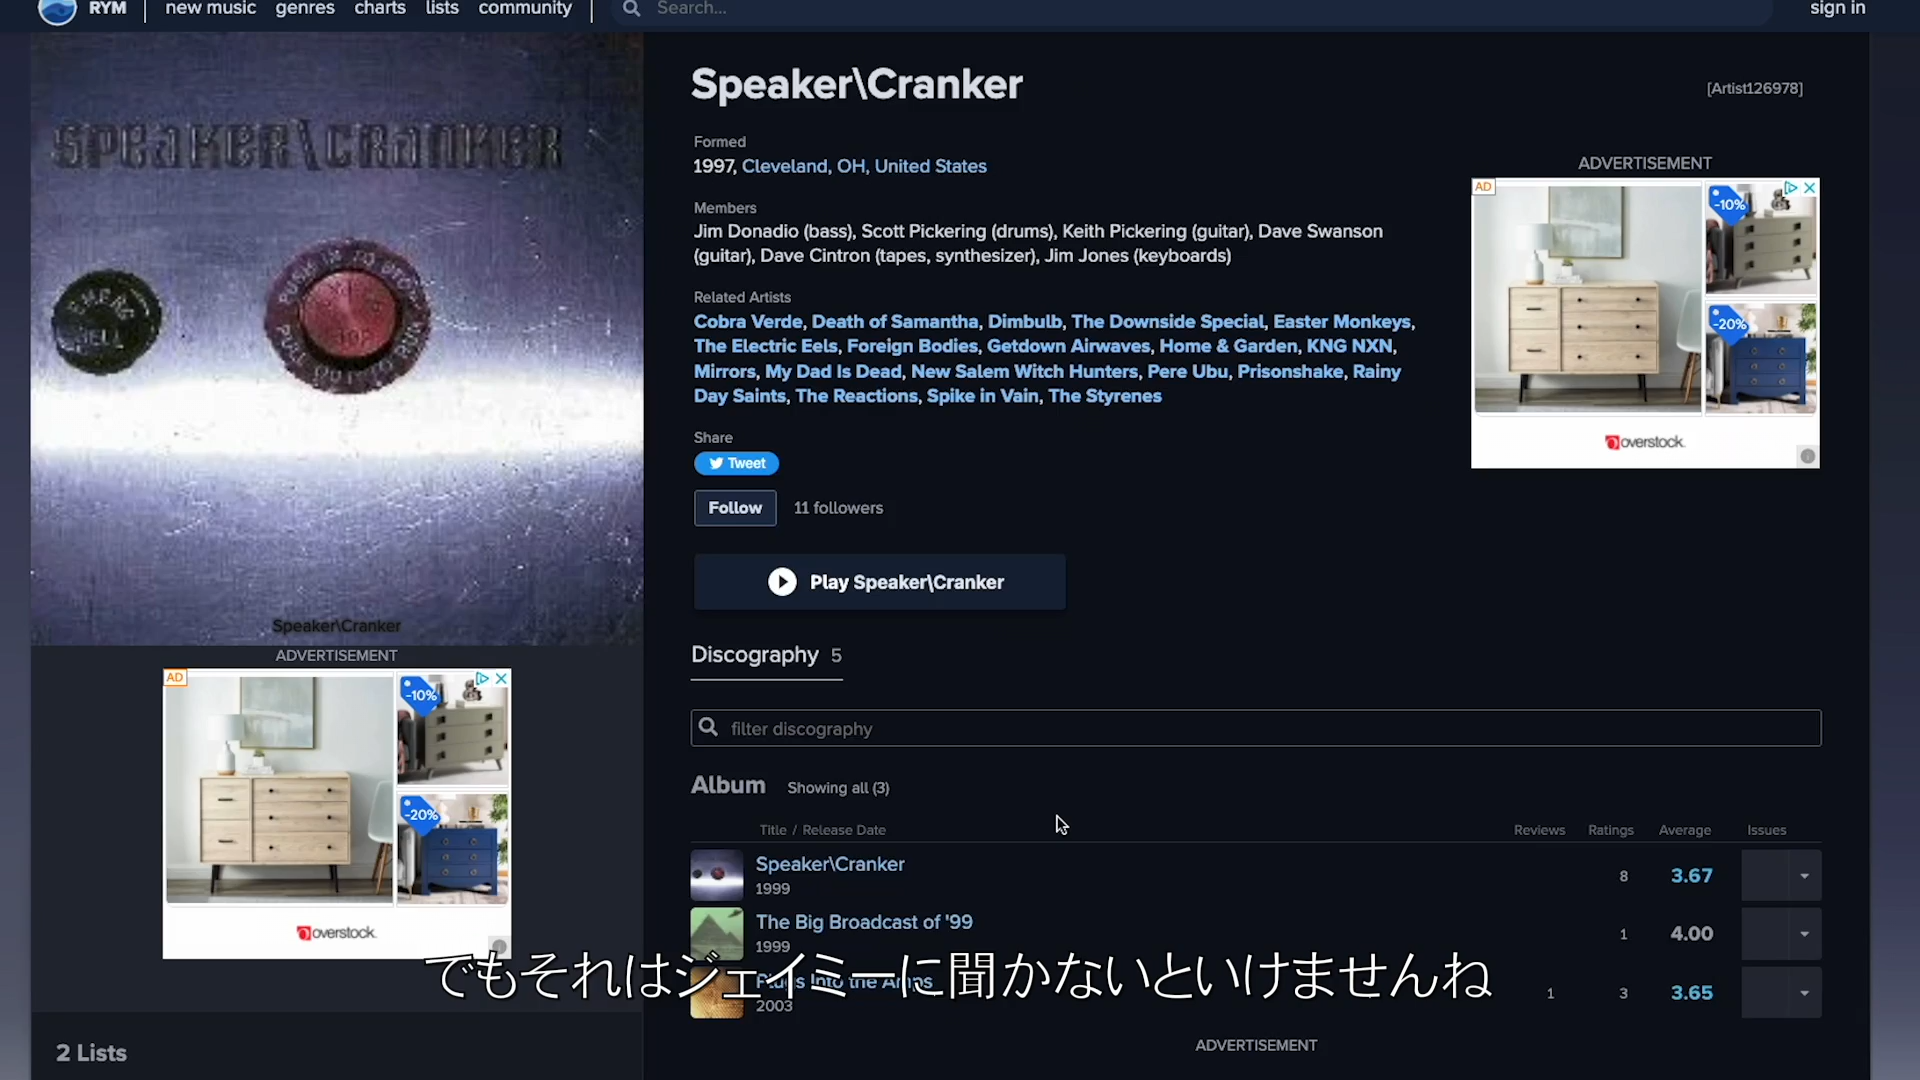 RYM
new music genres charts lists community
Search...
sign in
SPEAKER\CRANKER
Speaker\Cranker
ADVERTISEMENT
AD
-10%
-20%
overstock.
2 Lists
Speaker\Cranker
[Artist126978]
Formed
1997, Cleveland, OH, United States
Members
Jim Donadio (bass), Scott Pickering (drums), Keith Pickering (guitar), Dave Swanson
(guitar), Dave Cintron (tapes, synthesizer), Jim Jones (keyboards)
Related Artists
Cobra Verde, Death of Samantha, Dimbulb, The Downside Special, Easter Monkeys,
The Electric Eels, Foreign Bodies, Getdown Airwaves, Home & Garden, KNG NXN,
Mirrors, My Dad Is Dead, New Salem Witch Hunters, Pere Ubu, Prisonshake, Rainy
Day Saints, The Reactions, Spike in Vain, The Styrenes
Share
Tweet
Follow 11 followers
Play Speaker\Cranker
ADVERTISEMENT
AD
-10%
-20%
overstock.
Discography 5
filter discography
Album Showing all (3)
Title / Release Date Reviews Ratings Average Issues
Speaker\Cranker
1999
8 3.67
The Big Broadcast of '99
1999
1 4.00
Plugs Into the Amps
2003
1 3 3.65
でもそれはジェイミーに聞かないといけませんね
ADVERTISEMENT